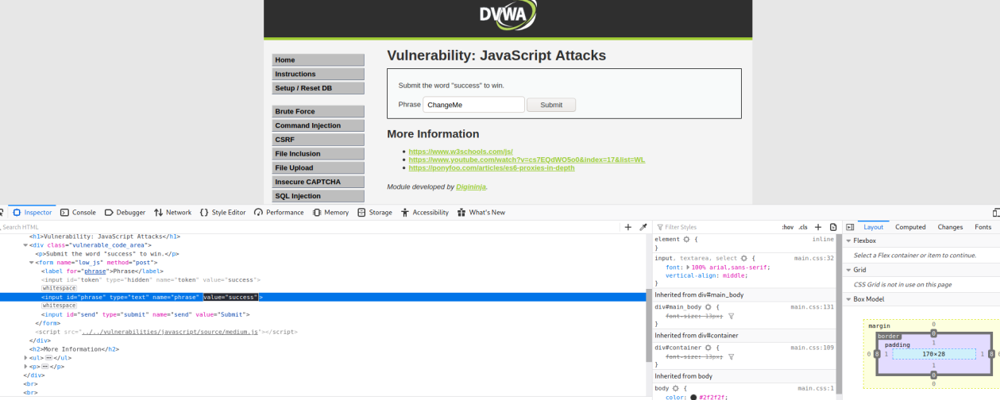 DVWA
Home
Instructions
Setup / Reset DB
Brute Force
Command Injection
CSRF
File Inclusion
File Upload
Insecure CAPTCHA
SQL Injection
Vulnerability: JavaScript Attacks
Submit the word "success" to win.
Phrase ChangeMe Submit
More Information
• https://www.w3schools.com/js/
• https://www.youtube.com/watch?v=cs7EQdWO5o0&index=17&list=WL
• https://ponyfoo.com/articles/es6-proxies-in-depth
Module developed by Digininja.
Inspector Console Debugger Network Style Editor Performance Memory Storage Accessibility What's New
Search HTML
<h1>Vulnerability: JavaScript Attacks</h1>
<div class="vulnerable_code_area">
<p>Submit the word "success" to win.</p>
<form name="low_js" method="post">
<label for="phrase">Phrase</label>
<input id="token" type="hidden" name="token" value="success">
whitespace
<input id="phrase" type="text" name="phrase" value="success">
whitespace
<input id="send" type="submit" name="send" value="Submit">
</form>
<script src="../../vulnerabilities/javascript/source/medium.js"></script>
</div>
<h2>More Information</h2>
<ul></ul>
<p></p>
</div>
<br>
<br>
Filter Styles :hov .cls
element { inline
}
input, textarea, select { main.css:32
font: 100% arial,sans-serif;
vertical-align: middle;
}
Inherited from div#main_body
div#main_body { main.css:131
font-size: 13px;
}
Inherited from div#container
div#container { main.css:109
font-size: 13px;
}
Inherited from body
body { main.css:1
color: #2f2f2f;
Layout Computed Changes Fonts
Flexbox
Select a Flex container or item to continue.
Grid
CSS Grid is not in use on this page
Box Model
margin 0
border 0
padding 1
0 8 1 170×28 1 8
1
0
0